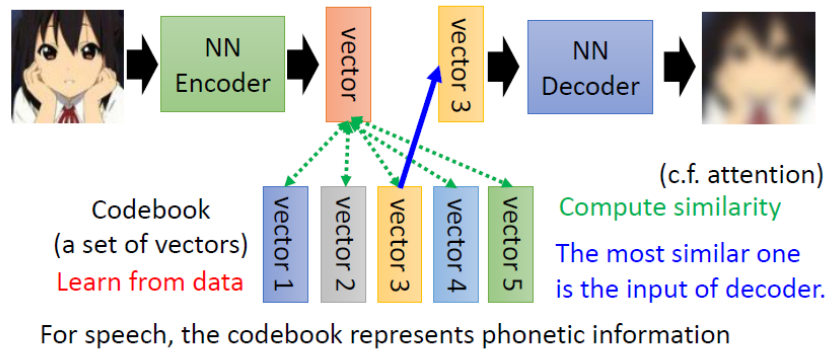 NN
Encoder
vector
vector 3
NN
Decoder
(c.f. attention)
Codebook
(a set of vectors)
Learn from data
vector 1
vector 2
vector 3
vector 4
vector 5
Compute similarity
The most similar one
is the input of decoder.
For speech, the codebook represents phonetic information